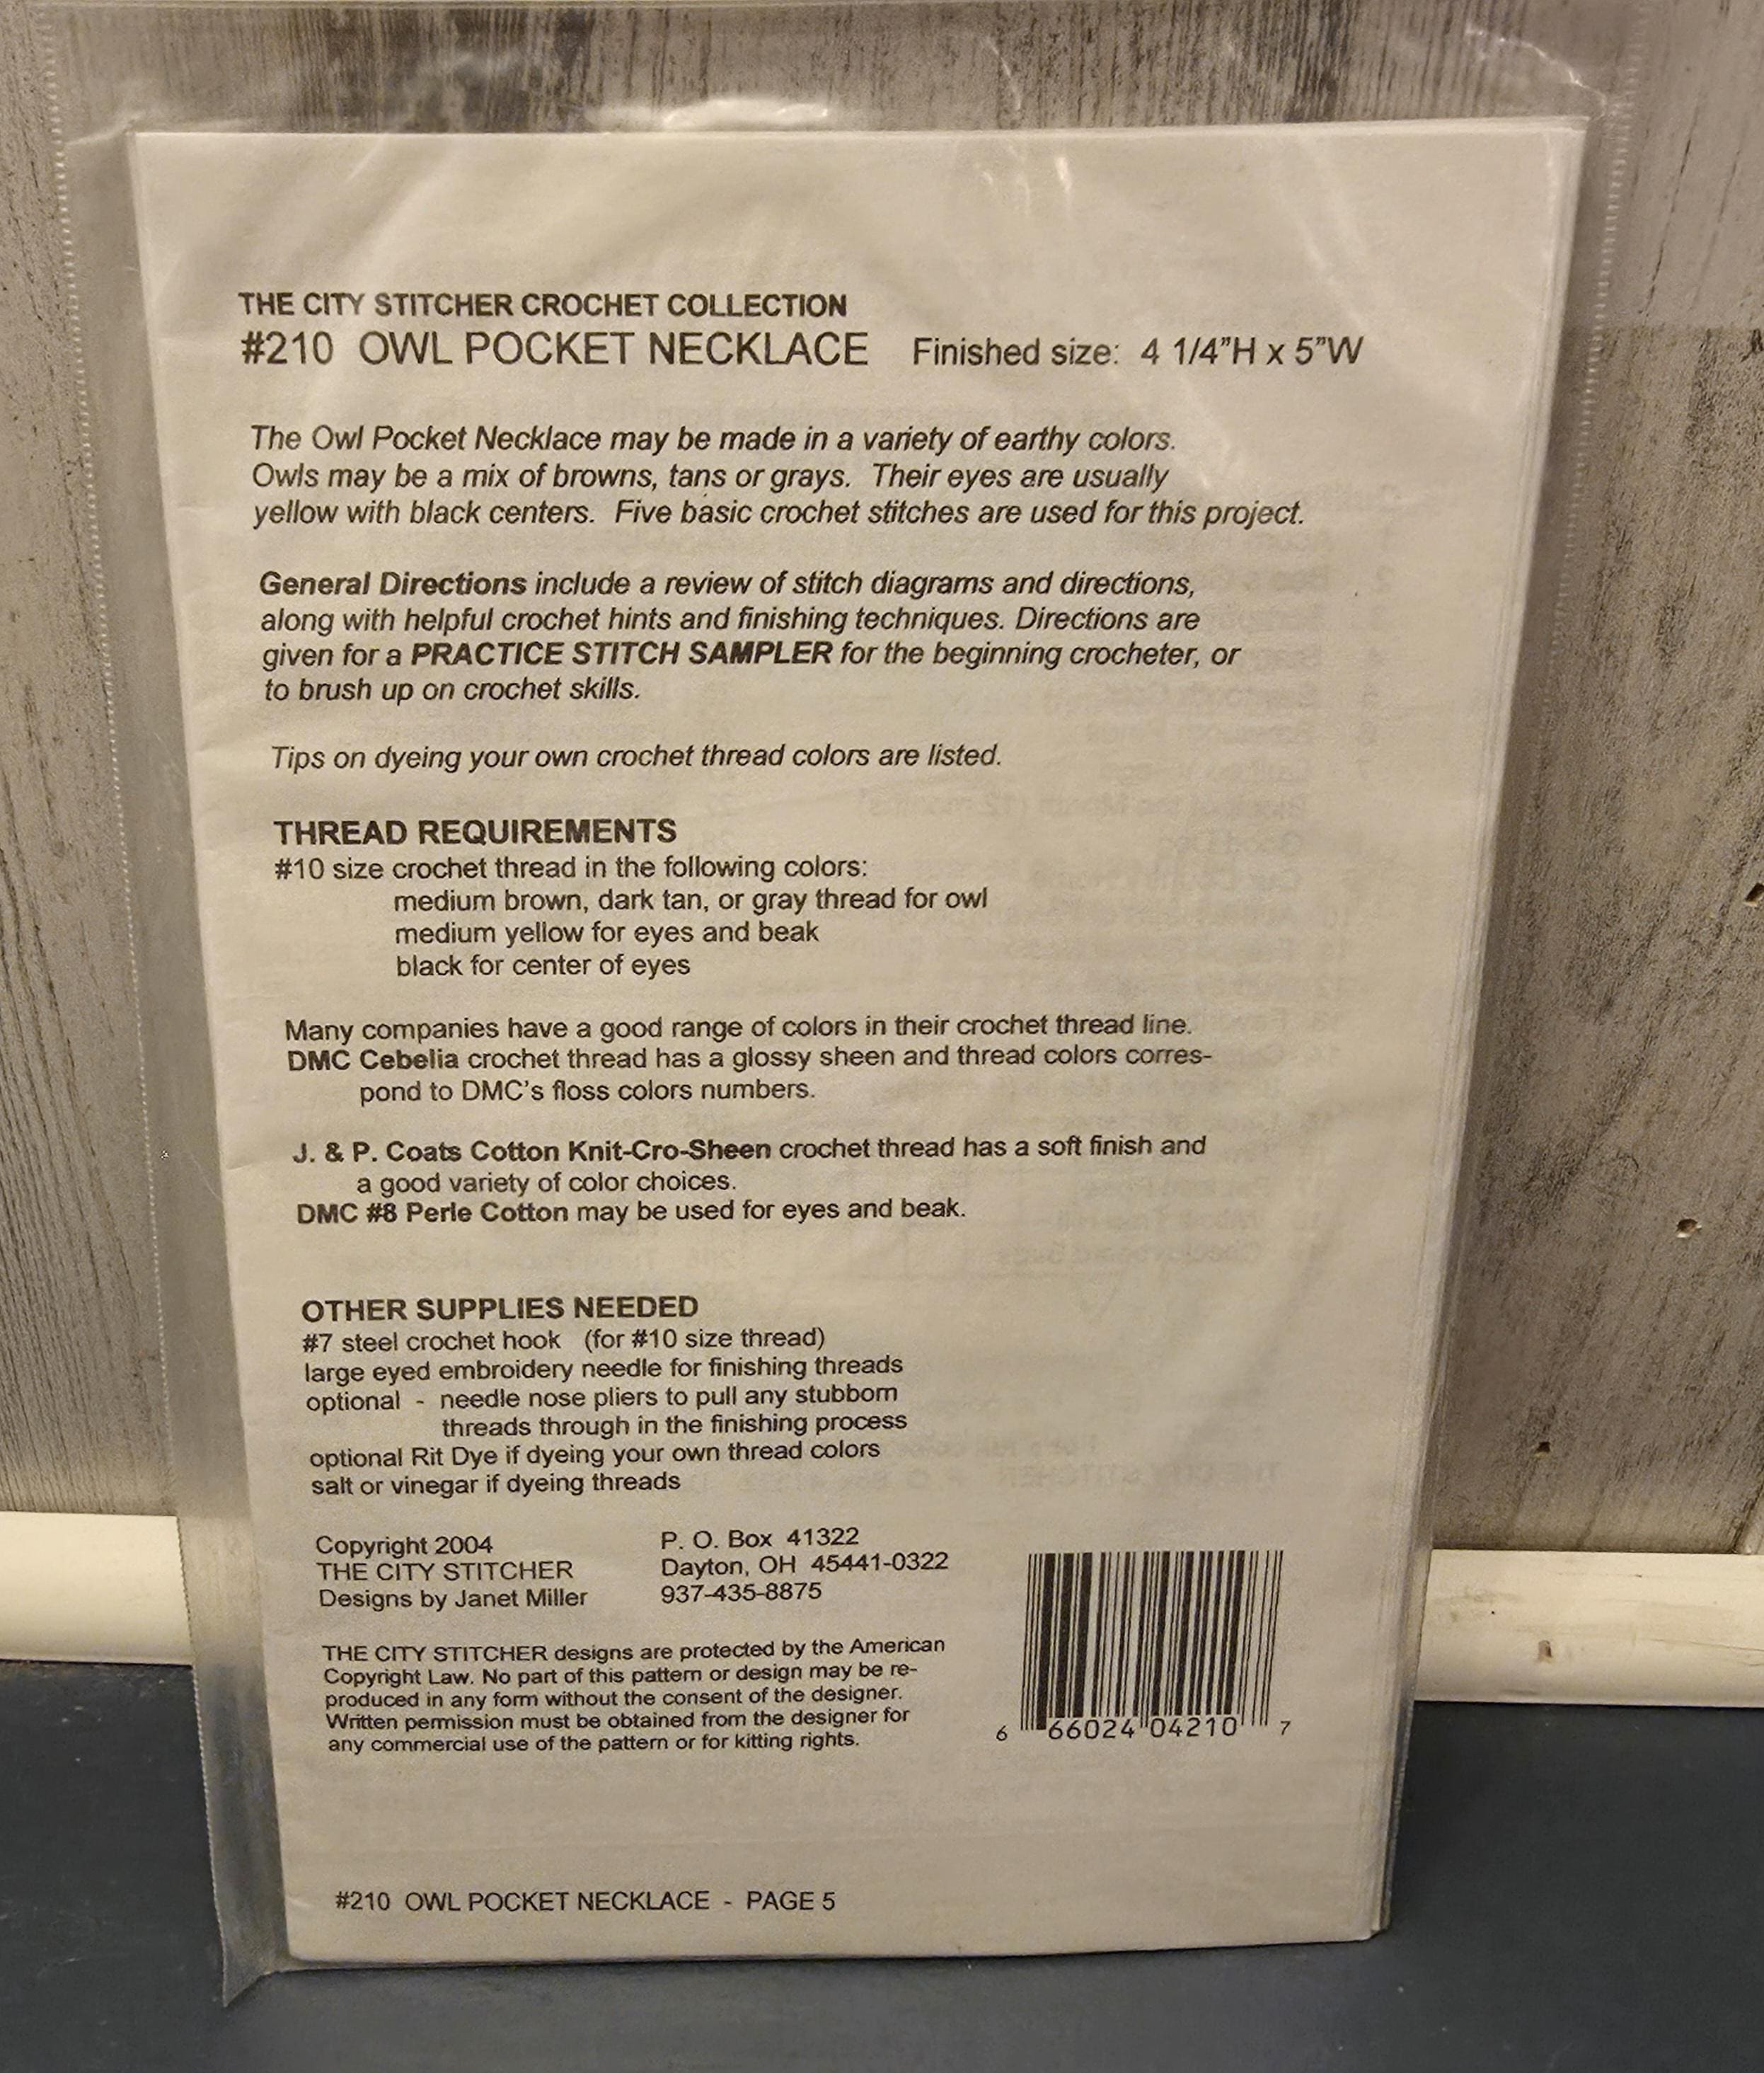 THE CITY STITCHER CROCHET COLLECTION
#210 OWL POCKET NECKLACE Finished size: 4 1/4"H x 5"W
The Owl Pocket Necklace may be made in a variety of earthy colors.
Owls may be a mix of browns, tans or grays. Their eyes are usually
yellow with black centers. Five basic crochet stitches are used for this project.
General Directions include a review of stitch diagrams and directions,
along with helpful crochet hints and finishing techniques. Directions are
given for a PRACTICE STITCH SAMPLER for the beginning crocheter, or
to brush up on crochet skills.
Tips on dyeing your own crochet thread colors are listed.
THREAD REQUIREMENTS
#10 size crochet thread in the following colors:
medium brown, dark tan, or gray thread for owl
medium yellow for eyes and beak
black for center of eyes
Many companies have a good range of colors in their crochet thread line.
DMC Cebelia crochet thread has a glossy sheen and thread colors corres-
pond to DMC's floss colors numbers.
J. & P. Coats Cotton Knit-Cro-Sheen crochet thread has a soft finish and
a good variety of color choices.
DMC #8 Perle Cotton may be used for eyes and beak.
OTHER SUPPLIES NEEDED
#7 steel crochet hook (for #10 size thread)
large eyed embroidery needle for finishing threads
optional - needle nose pliers to pull any stubborn
threads through in the finishing process
optional Rit Dye if dyeing your own thread colors
salt or vinegar if dyeing threads
Copyright 2004
THE CITY STITCHER
Designs by Janet Miller
P. O. Box 41322
Dayton, OH 45441-0322
937-435-8875
THE CITY STITCHER designs are protected by the American
Copyright Law. No part of this pattern or design may be re-
produced in any form without the consent of the designer.
Written permission must be obtained from the designer for
any commercial use of the pattern or for kitting rights.
6 66024 04210 7
#210 OWL POCKET NECKLACE - PAGE 5